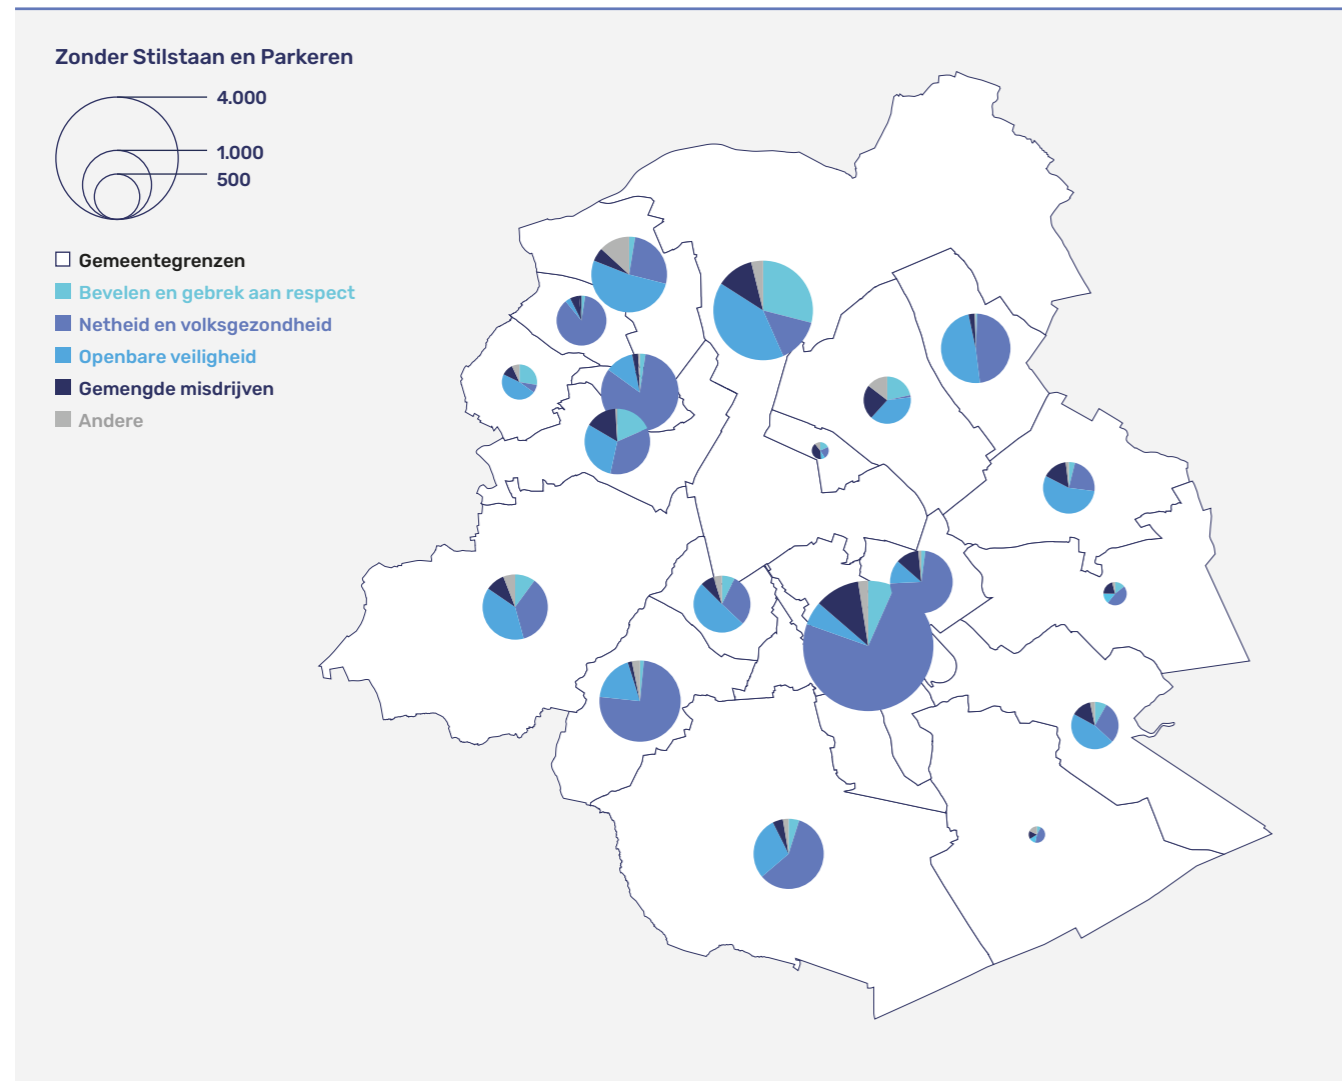 Zonder Stilstaan en Parkeren
4.000
1.000
500
Gemeentegrenzen
Bevelen en gebrek aan respect
Netheid en volksgezondheid
Openbare veiligheid
Gemengde misdrijven
Andere